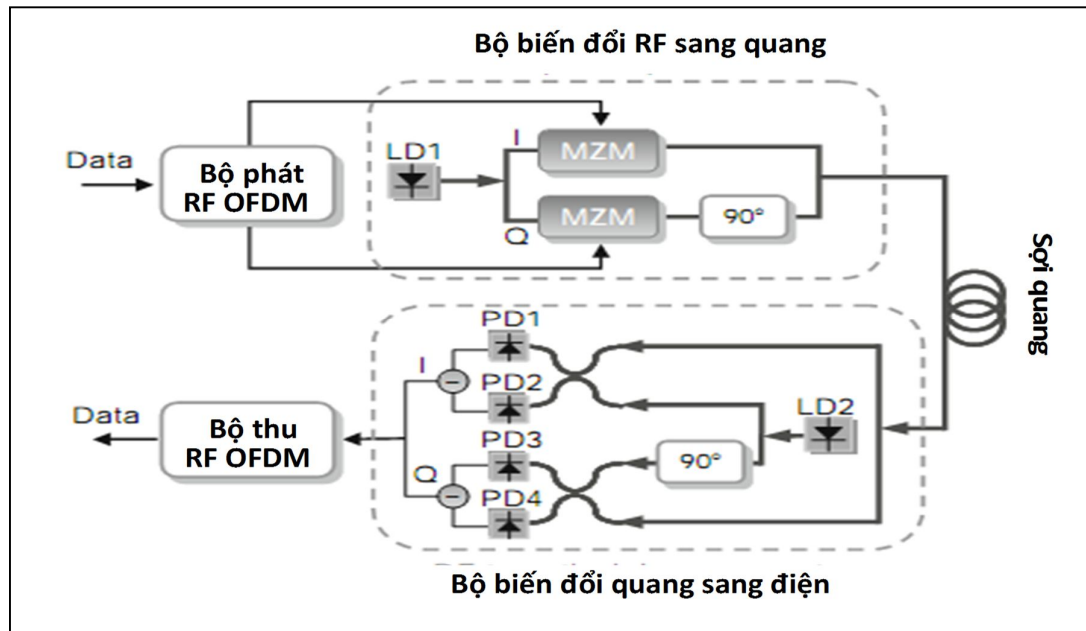 Bộ biến đổi RF sang quang
Data
Bộ phát
RF OFDM
LD1
I
MZM
Q
MZM
90°
Sợi quang
PD1
I
PD2
LD2
Data
Bộ thu
RF OFDM
PD3
90°
Q
PD4
Bộ biến đổi quang sang điện